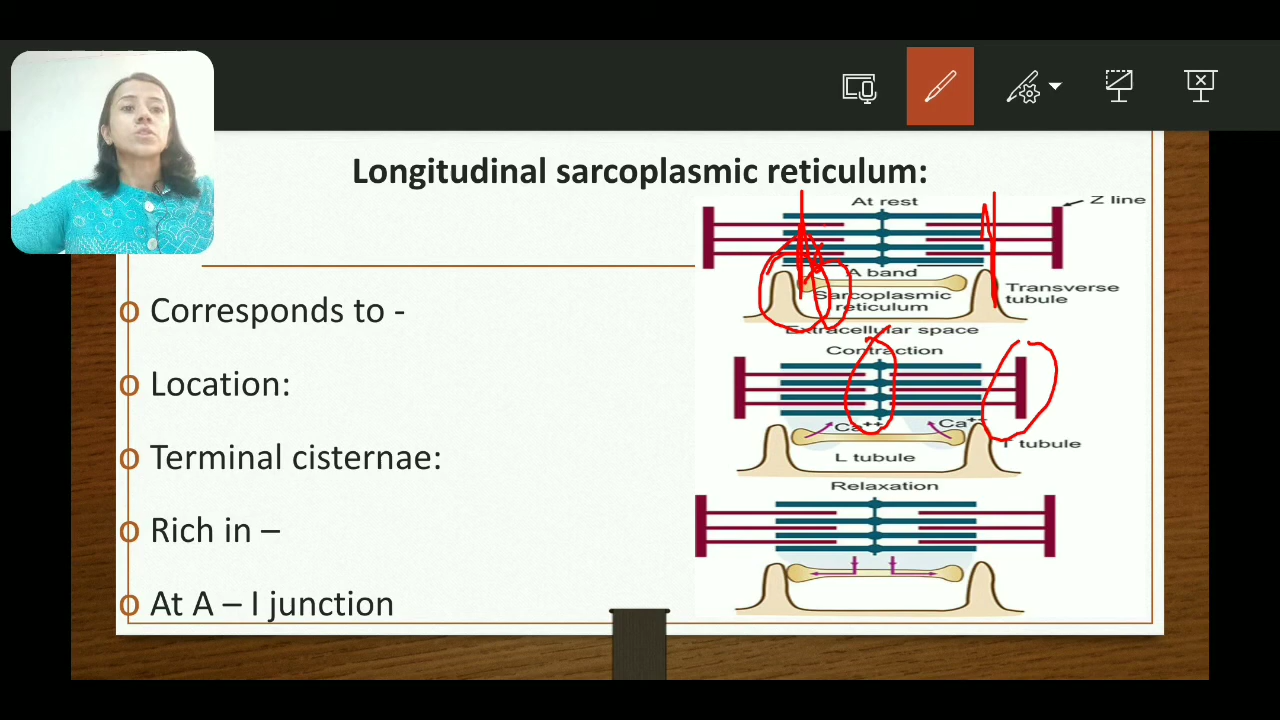 Longitudinal sarcoplasmic reticulum:
o Corresponds to -
o Location:
o Terminal cisternae:
o Rich in –
o At A – I junction
At rest
Z line
A band
Sarcoplasmic
reticulum
Transverse
tubule
Extracellular space
Contraction
Ca++
Ca++
T tubule
L tubule
Relaxation